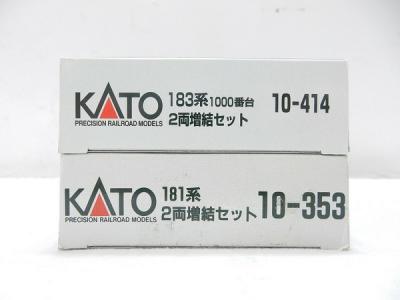 KATO
PRECISION RAILROAD MODELS
183系1000番台
2両増結セット
10-414
KATO
PRECISION RAILROAD MODELS
181系
2両増結セット
10-353